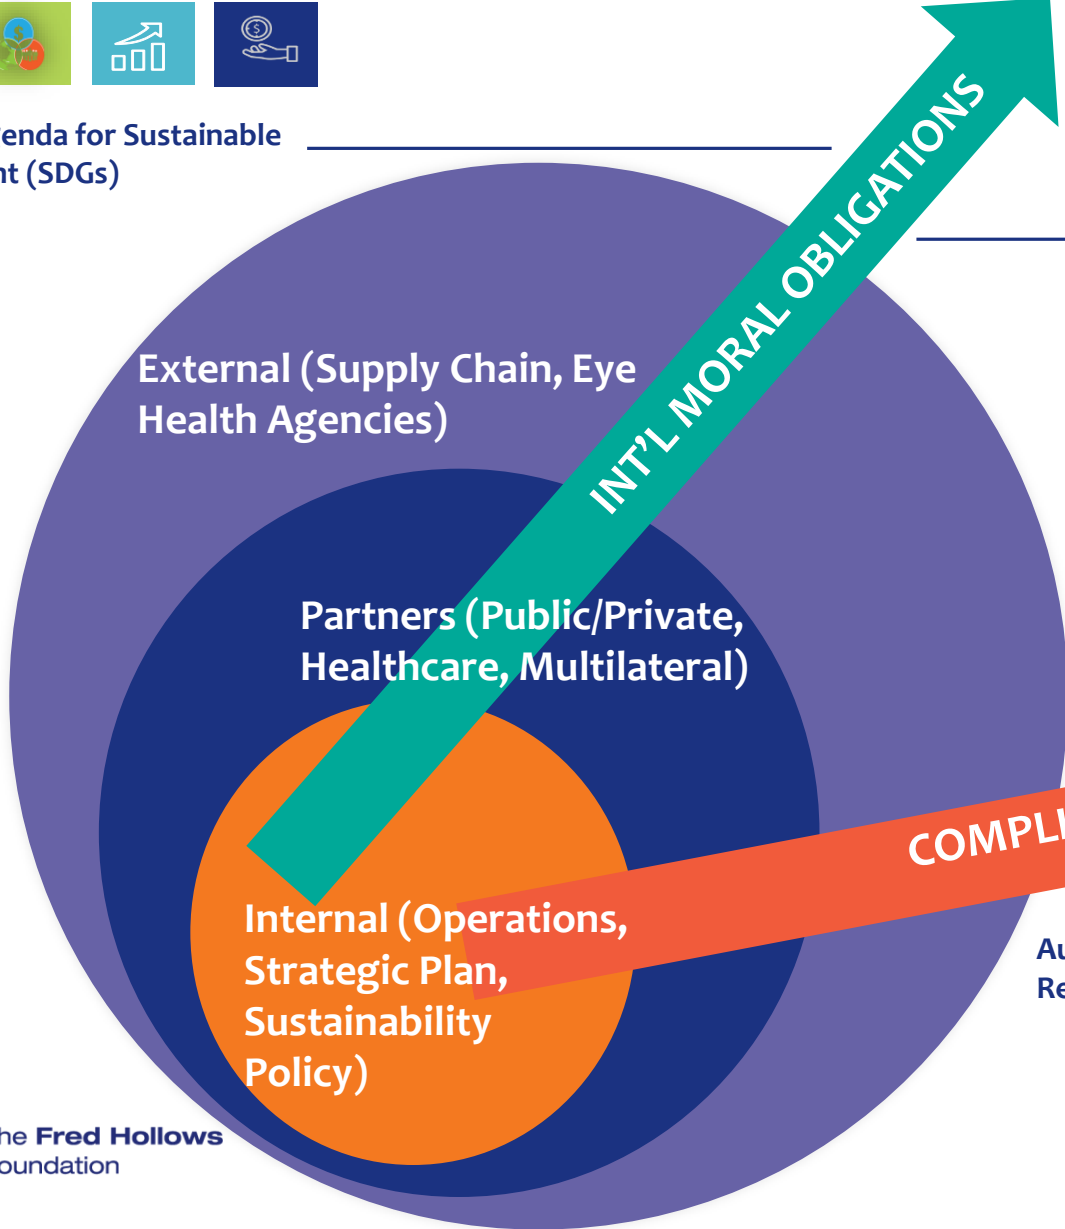 enda for Sustainable
nt (SDGs)
INT'L MORAL OBLIGATIONS
External (Supply Chain, Eye
Health Agencies)
Partners (Public/Private,
Healthcare, Multilateral)
COMPLI
Internal (Operations,
Strategic Plan,
Sustainability
Policy)
Au
Re
he Fred Hollows
oundation